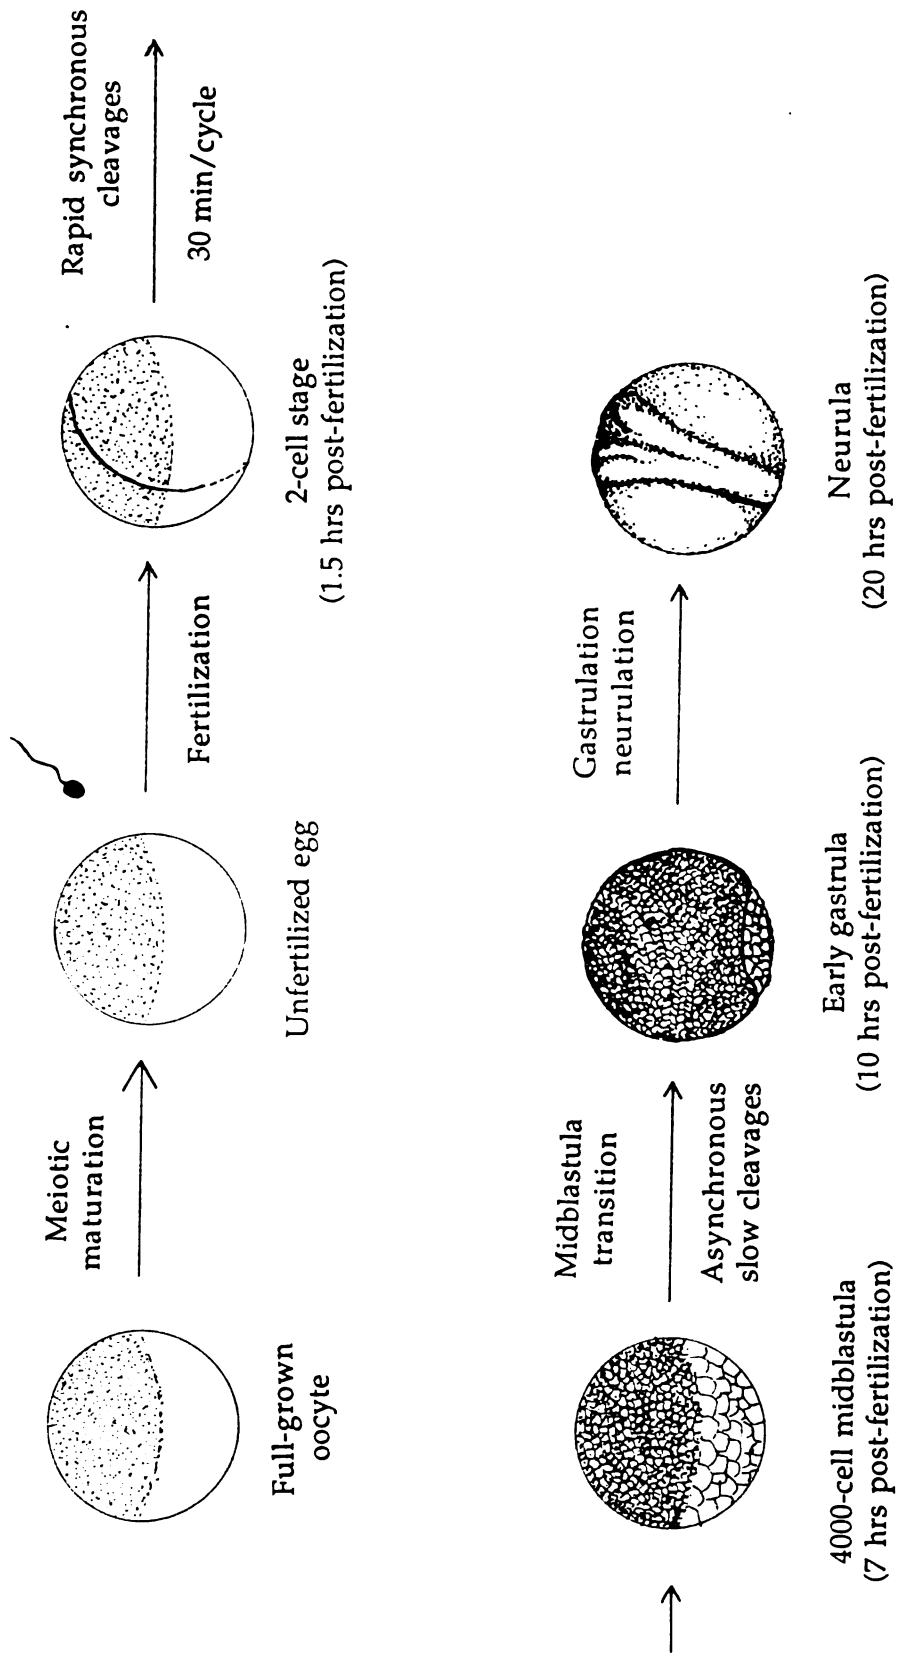 Meiotic
maturation
Fertilization
Rapid synchronous
cleavages
30 min/cycle
Full-grown
oocyte
Unfertilized egg
2-cell stage
(1.5 hrs post-fertilization)
Midblastula
transition
Asynchronous
slow cleavages
Gastrulation
neurulation
4000-cell midblastula
(7 hrs post-fertilization)
Early gastrula
(10 hrs post-fertilization)
Neurula
(20 hrs post-fertilization)